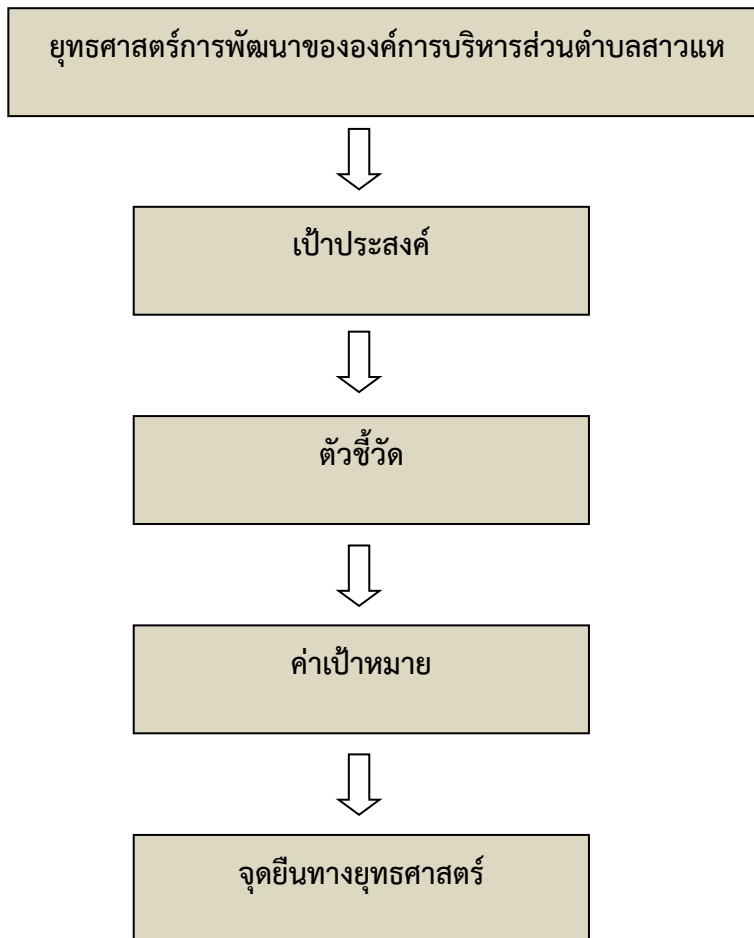 ยุทธศาสตร์การพัฒนาขององค์การบริหารส่วนตำบลสาวแห
เป้าประสงค์
ตัวชี้วัด
ค่าเป้าหมาย
จุดยืนทางยุทธศาสตร์